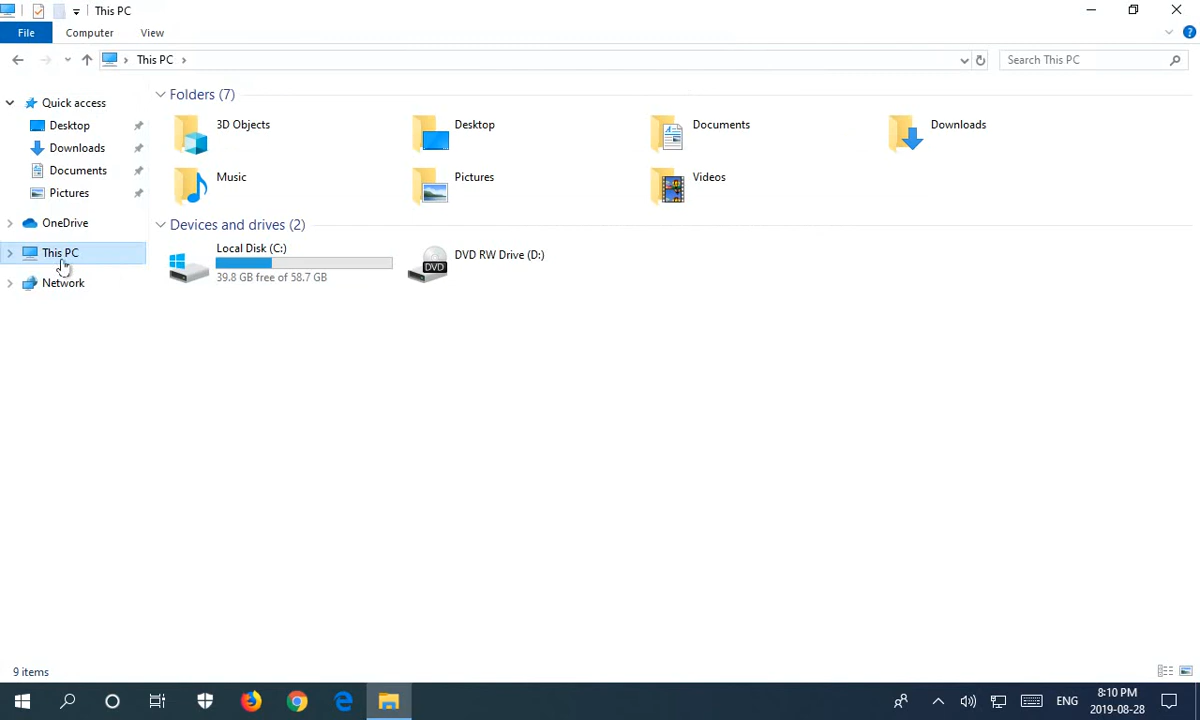 This PC
File Computer View
This PC
Search This PC
Quick access
Desktop
Downloads
Documents
Pictures
OneDrive
This PC
Network
Folders (7)
3D Objects
Desktop
Documents
Downloads
Music
Pictures
Videos
Devices and drives (2)
Local Disk (C:)
39.8 GB free of 58.7 GB
DVD
DVD RW Drive (D:)
9 items
ENG
8:10 PM
2019-08-28